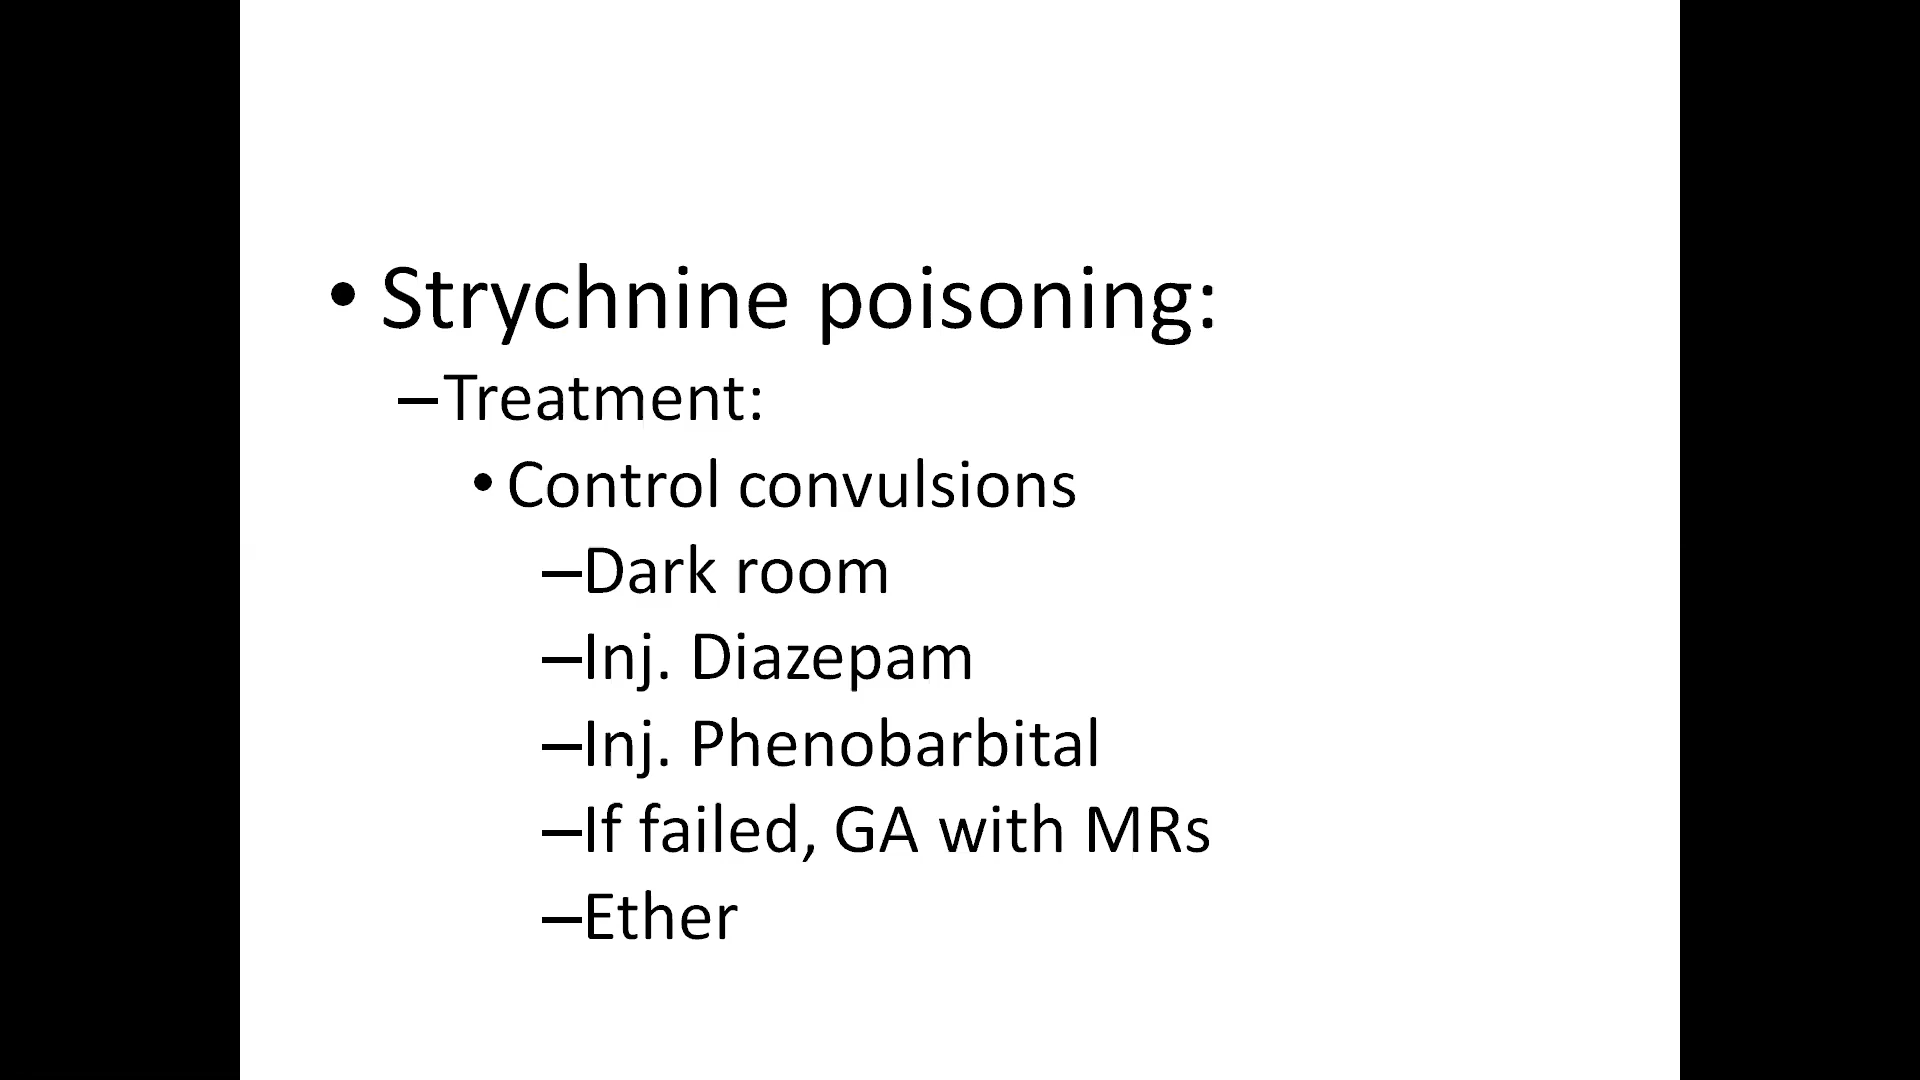 • Strychnine poisoning:
–Treatment:
• Control convulsions
–Dark room
–Inj. Diazepam
–Inj. Phenobarbital
–If failed, GA with MRs
–Ether